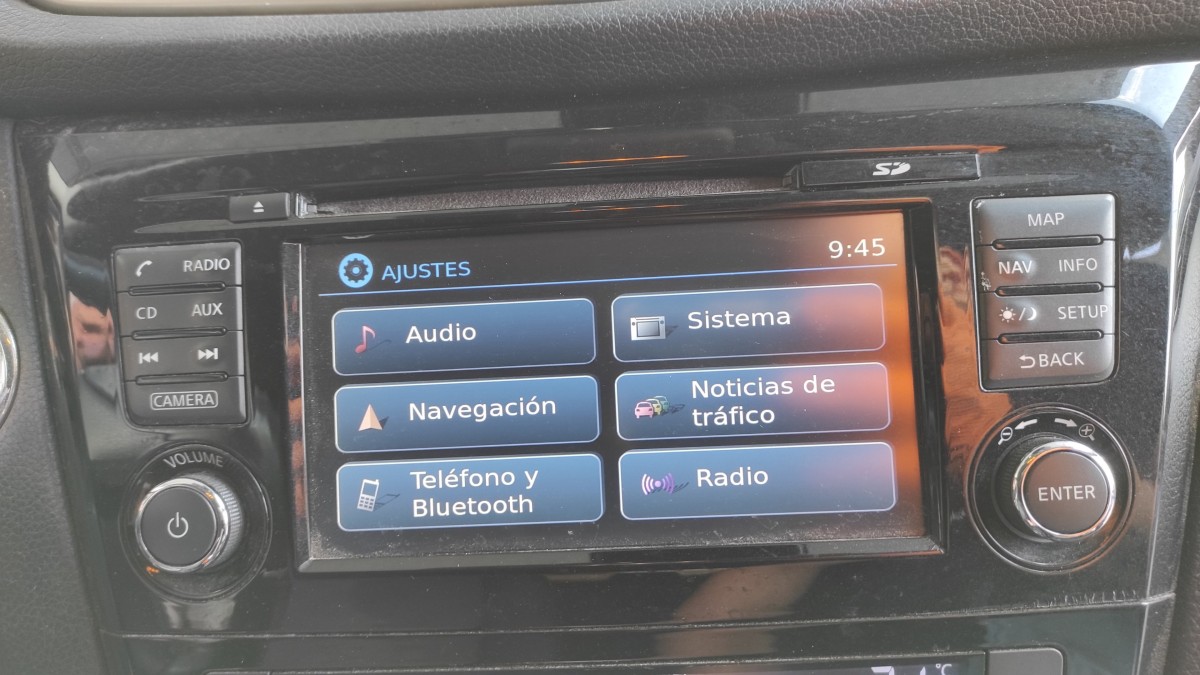 SD
MAP
RADIO
AJUSTES
9:45
NAV INFO
CD AUX
Audio
Sistema
SETUP
Navegación
Noticias de
tráfico
BACK
CAMERA
VOLUME
Teléfono y
Bluetooth
Radio
ENTER
°C